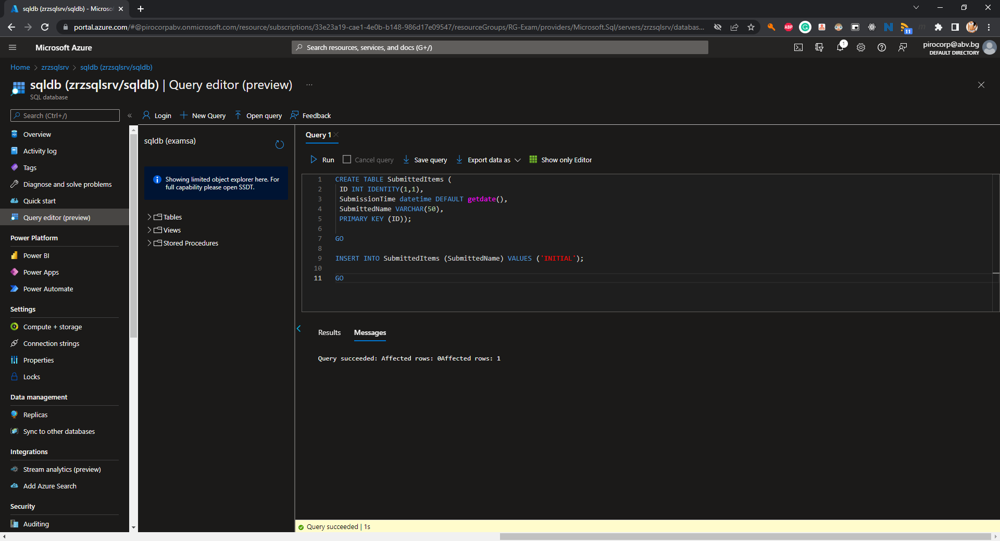 sqldb (zrzsqlsrv/sqldb) - Microso
portal.azure.com/#@pirocorpabv.onmicrosoft.com/resource/subscriptions/33e23a19-cae1-4e0b-b148-986d17e09547/resourceGroups/RG-Exam/providers/Microsoft.Sql/servers/zrzsqlsrv/databas...
ABP
11
Microsoft Azure
Search resources, services, and docs (G+/)
1
pirocorp@abv.bg
DEFAULT DIRECTORY
Home > zrzsqlsrv > sqldb (zrzsqlsrv/sqldb)
sqldb (zrzsqlsrv/sqldb) | Query editor (preview) ...
SQL database
Search (Ctrl+/)
«
Login
New Query
Open query
Feedback
Overview
Activity log
Tags
Diagnose and solve problems
Quick start
Query editor (preview)
Power Platform
Power BI
Power Apps
Power Automate
Settings
Compute + storage
Connection strings
Properties
Locks
Data management
Replicas
Sync to other databases
Integrations
Stream analytics (preview)
Add Azure Search
Security
Auditing
sqldb (examsa)
Showing limited object explorer here. For
full capability please open SSDT.
Tables
Views
Stored Procedures
Query 1
Run
Cancel query
Save query
Export data as
Show only Editor
1 CREATE TABLE SubmittedItems (
2 ID INT IDENTITY(1,1),
3 SubmissionTime datetime DEFAULT getdate(),
4 SubmittedName VARCHAR(50),
5 PRIMARY KEY (ID));
6
7 GO
8
9 INSERT INTO SubmittedItems (SubmittedName) VALUES ('INITIAL');
10
11 GO
Results
Messages
Query succeeded: Affected rows: 0Affected rows: 1
Query succeeded | 1s